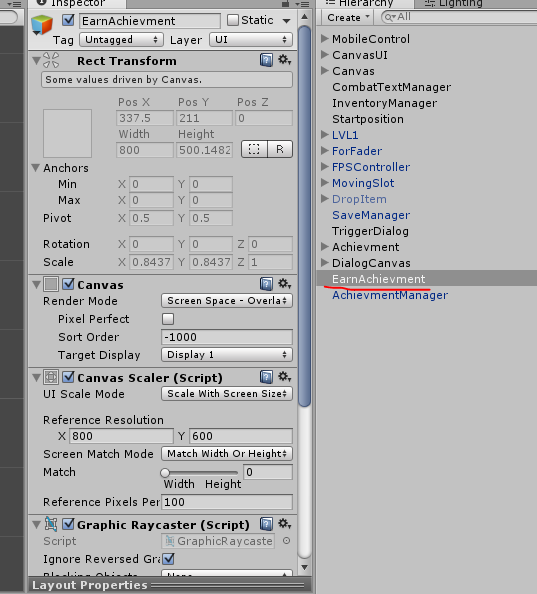 Inspector
EarnAchievment
Static
Tag Untagged Layer UI
Rect Transform
Some values driven by Canvas.
Pos X Pos Y Pos Z
337.5 211 0
Width Height
800 500.1482
R
Anchors
Min X 0 Y 0
Max X 0 Y 0
Pivot X 0.5 Y 0.5
Rotation X 0 Y 0 Z 0
Scale X 0.8437 Y 0.8437 Z 1
Canvas
Render Mode Screen Space - Overla
Pixel Perfect
Sort Order -1000
Target Display Display 1
Canvas Scaler (Script)
UI Scale Mode Scale With Screen Size
Reference Resolution
X 800 Y 600
Screen Match Mode Match Width Or Height
Match 0
Width Height
Reference Pixels Per 100
Graphic Raycaster (Script)
Script GraphicRaycaste
Ignore Reversed Gra
Blocking Objects None
Layout Properties
Hierarchy
Lighting
Create All
MobileControl
CanvasUI
Canvas
CombatTextManager
InventoryManager
Startposition
LVL1
ForFader
FPSController
MovingSlot
DropItem
SaveManager
TriggerDialog
Achievment
DialogCanvas
EarnAchievment
AchievmentManager